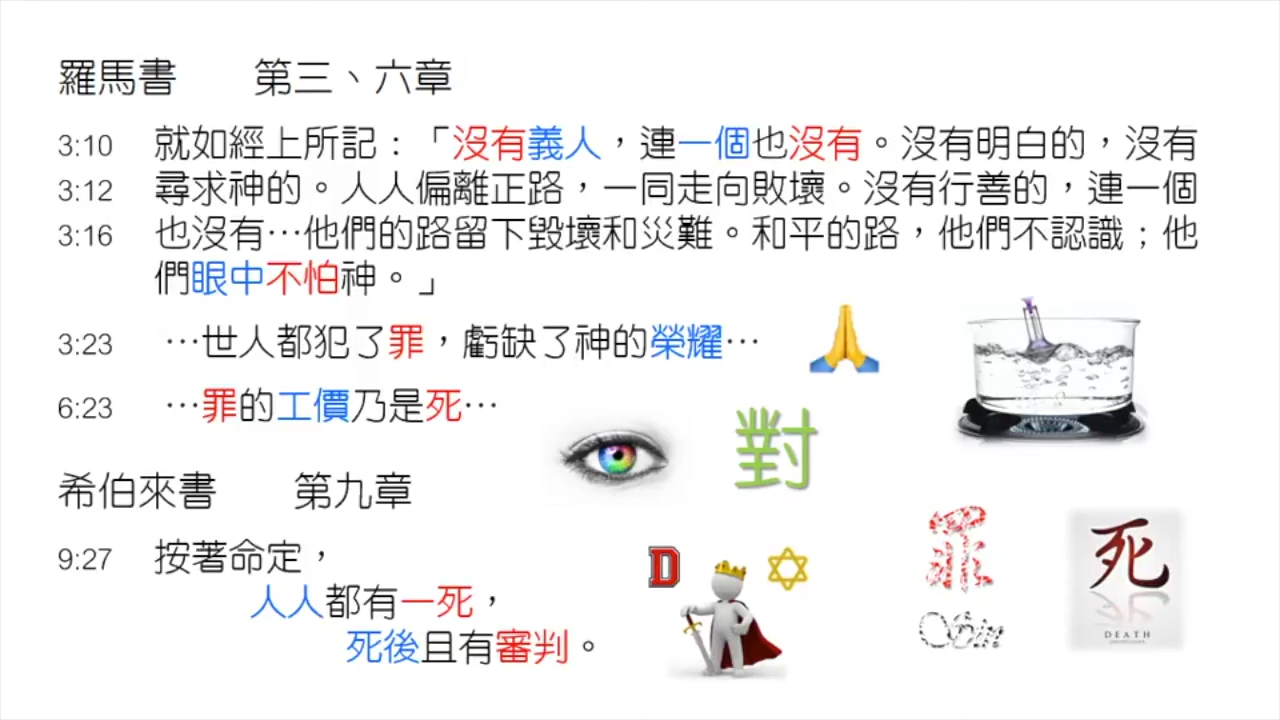 羅馬書　　第三、六章
3:10　就如經上所記：「沒有義人，連一個也沒有。沒有明白的，沒有
3:12　尋求神的。人人偏離正路，一同走向敗壞。沒有行善的，連一個
3:16　也沒有…他們的路留下毀壞和災難。和平的路，他們不認識；他
們眼中不怕神。」
3:23　…世人都犯了罪，虧缺了神的榮耀…
6:23　…罪的工價乃是死…
對
希伯來書　　第九章
9:27　按著命定，
人人都有一死，
死後且有審判。
D
罪
Sin
死
DEATH